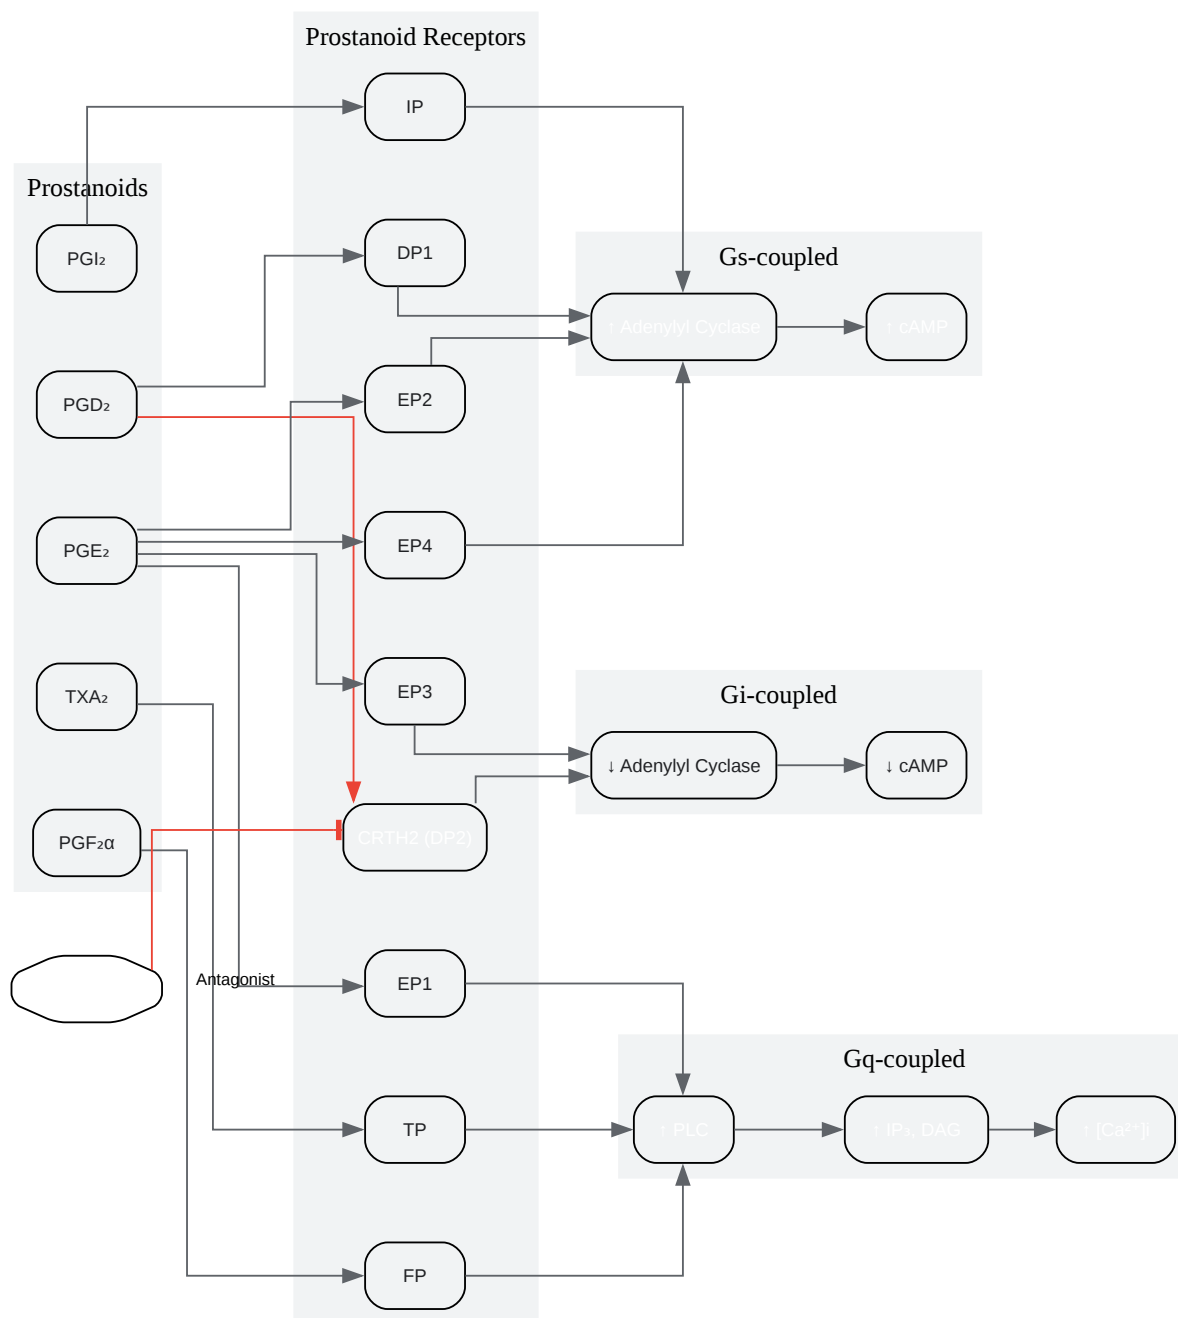 Prostanoid Receptors
IP
Prostanoids
PGI₂
DP1
Gs-coupled
↑ Adenylyl Cyclase
↑ cAMP
PGD₂
EP2
PGE₂
EP4
TXA₂
EP3
Gi-coupled
↓ Adenylyl Cyclase
↓ cAMP
PGF₂α
CRTH2 (DP2)
Antagonist
EP1
Gq-coupled
TP
↑ PLC
↑ IP₃, DAG
↑ [Ca²⁺]i
FP